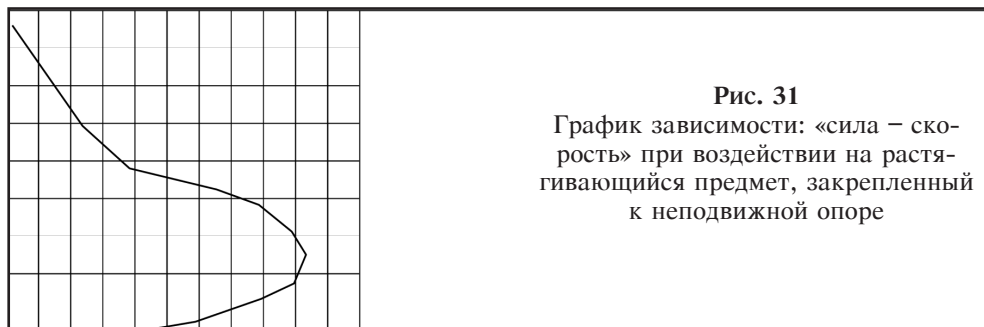 Рис. 31
График зависимости: «сила – ско-
рость» при воздействии на растя-
гивающийся предмет, закрепленный
к неподвижной опоре